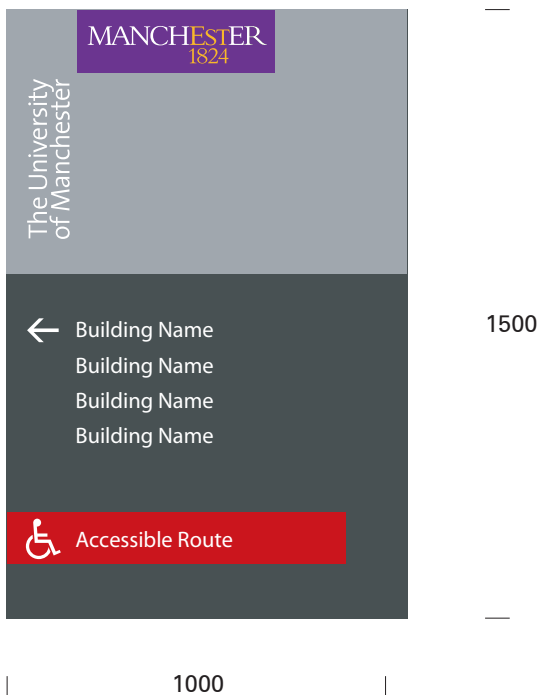 MANCHESTER
1824
The University
of Manchester
Building Name
Building Name
Building Name
Building Name
Accessible Route
1500
1000